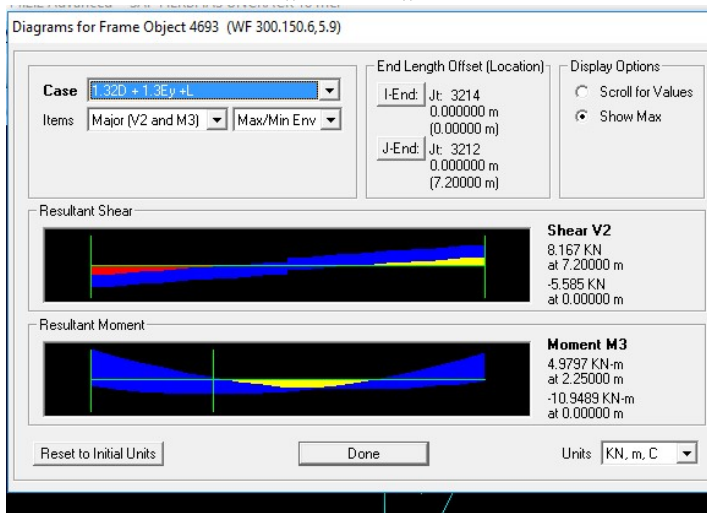 Diagrams for Frame Object 4693 (WF 300.150.6,5.9)
Case 1.32D + 1.3Ey +L
Items Major (V2 and M3) Max/Min Env
End Length Offset (Location)
I-End: Jt: 3214
0.000000 m
(0.00000 m)
J-End: Jt: 3212
0.000000 m
(7.20000 m)
Display Options
Scroll for Values
Show Max
Resultant Shear
Shear V2
8.167 KN
at 7.20000 m
-5.585 KN
at 0.00000 m
Resultant Moment
Moment M3
4.9797 KN-m
at 2.25000 m
-10.9489 KN-m
at 0.00000 m
Reset to Initial Units
Done
Units KN, m, C